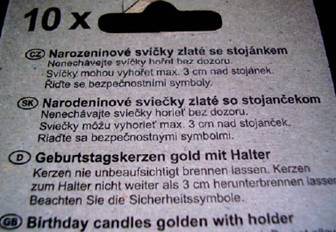 10 x
CZ Narozeninové svíčky zlaté se stojánkem
Nenechávejte svíčky hořet bez dozoru.
Svíčky mohou vyhořet max. 3 cm nad stojánek.
Řiďte se bezpečnostními symboly.
SK Narodeninové sviečky zlaté so stojančekom
Nenechávajte sviečky horieť bez dozoru.
Sviečky môžu vyhorieť max. 3 cm nad stojanček.
Riaďte sa bezpečnostnymi symbolmi.
D Geburtstagskerzen gold mit Halter
Kerzen nie unbeaufsichtigt brennen lassen. Kerzen
zum Halter nicht weiter als 3 cm herunterbrennen lassen
Beachten Sie die Sicherheitssymbole.
GB Birthday candles golden with holder